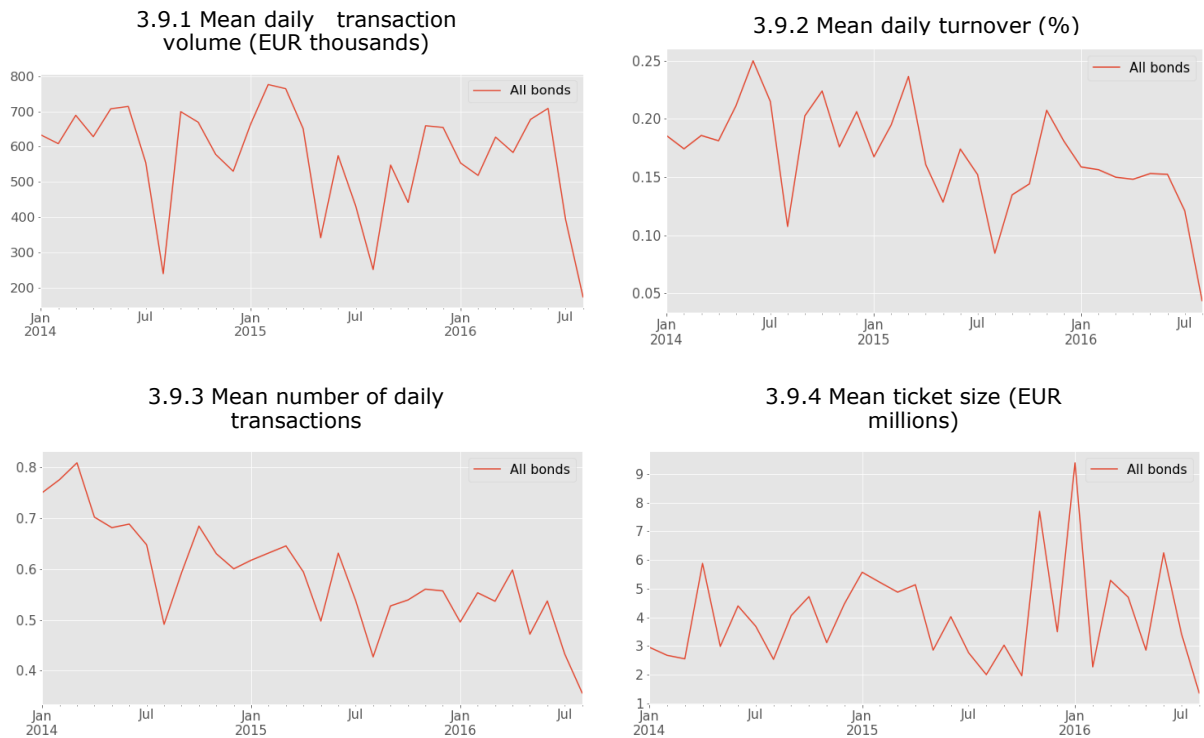 3.9.1 Mean daily transaction
volume (EUR thousands)
All bonds
800
700
600
500
400
300
200
Jan
2014
Jul
Jan
2015
Jul
Jan
2016
Jul
3.9.2 Mean daily turnover (%)
All bonds
0.25
0.20
0.15
0.10
0.05
Jan
2014
Jul
Jan
2015
Jul
Jan
2016
Jul
3.9.3 Mean number of daily
transactions
All bonds
0.8
0.7
0.6
0.5
0.4
Jan
2014
Jul
Jan
2015
Jul
Jan
2016
Jul
3.9.4 Mean ticket size (EUR
millions)
All bonds
9
8
7
6
5
4
3
2
1
Jan
2014
Jul
Jan
2015
Jul
Jan
2016
Jul